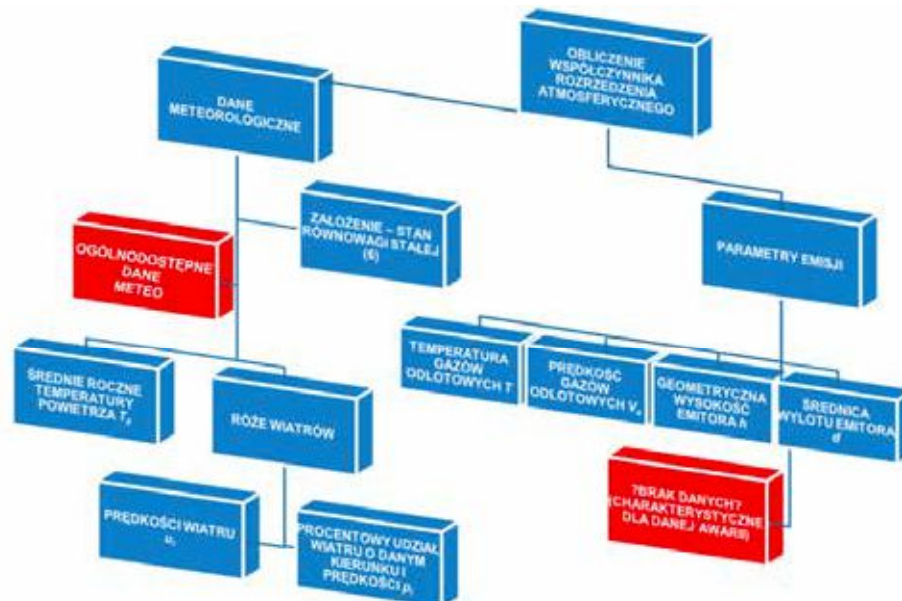 OBLICZENIE
WSPÓŁCZYNNIKA
ROZRZEDZENIA
ATMOSFERYCZNEGO
DANE
METEOROLOGICZNE
ZAŁOŻENIE – STAN
RÓWNOWAGI STAŁEJ
(6)
OGÓLNODOSTĘPNE
DANE
METEO
PARAMETRY EMISJI
ŚREDNIE ROCZNE
TEMPERATURY
POWIETRZA
RÓŻE WIATRÓW
TEMPERATURA
GAZÓW
ODLOTOWYCH T
PRĘDKOŚĆ
GAZÓW
ODLOTOWYCH
GEOMETRYCZNA
WYSOKOŚĆ
EMITORA h
ŚREDNICA
WYLOTU EMITORA
d
PRĘDKOŚCI WIATRU
PROCENTOWY UDZIAŁ
WIATRU O DANYM
KIERUNKU I
PRĘDKOŚCI
?BRAK DANYCH?
(CHARAKTERYSTYCZNE
DLA DANEJ AWARII)